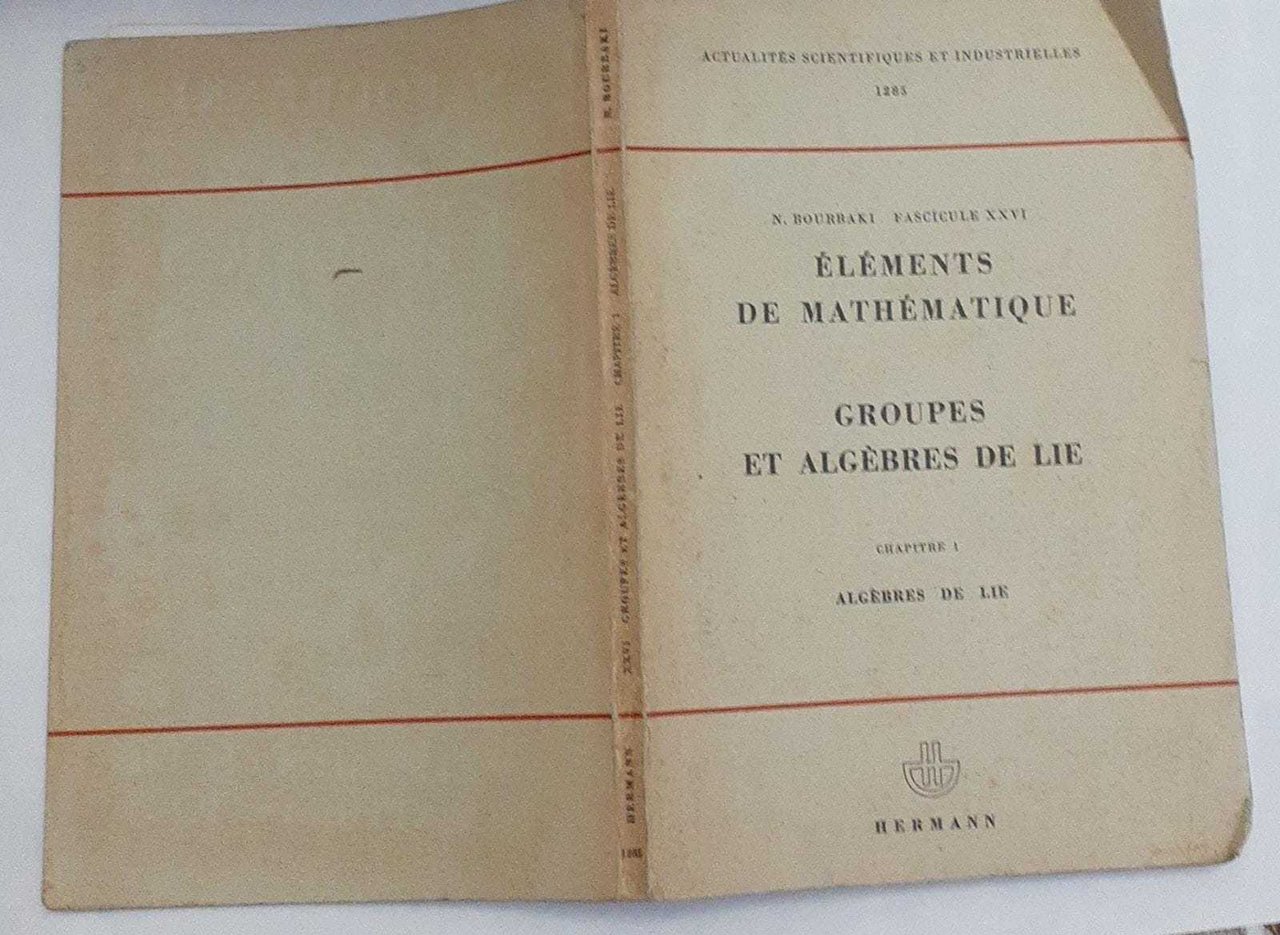 ACTUALITÉS SCIENTIFIQUES ET INDUSTRIELLES
1285
N. BOURBAKI FASCICULE XXVI
ÉLÉMENTS
DE MATHÉMATIQUE
GROUPES
ET ALGÈBRES DE LIE
CHAPITRE 1
ALGÈBRES DE LIE
HERMANN
N. BOURBAKI
XXVI GROUPES ET ALGÈBRES DE LIE CHAPITRE 1 ALGÈBRES DE LIE
HERMANN
1285